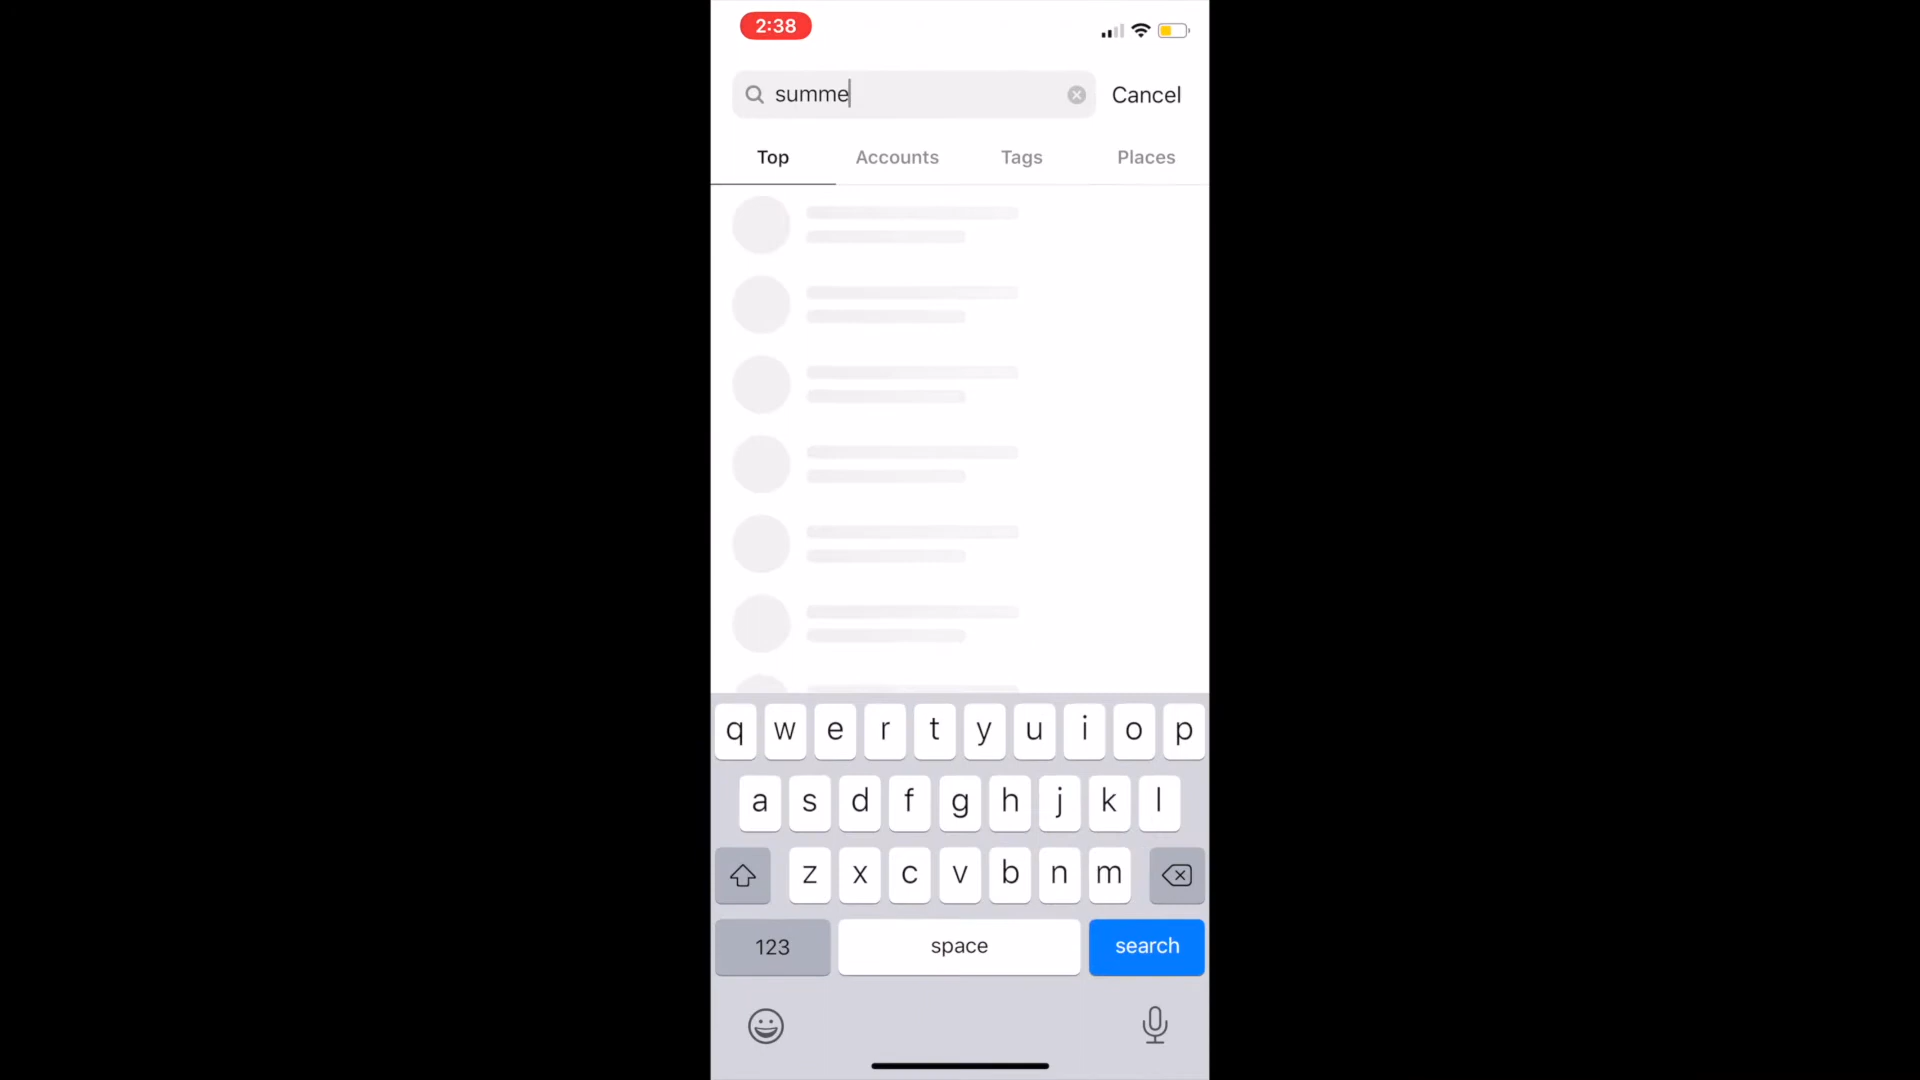 2:38
summe
Cancel
Top Accounts Tags Places
q w e r t y u i o p
a s d f g h j k l
z x c v b n m
123 space search